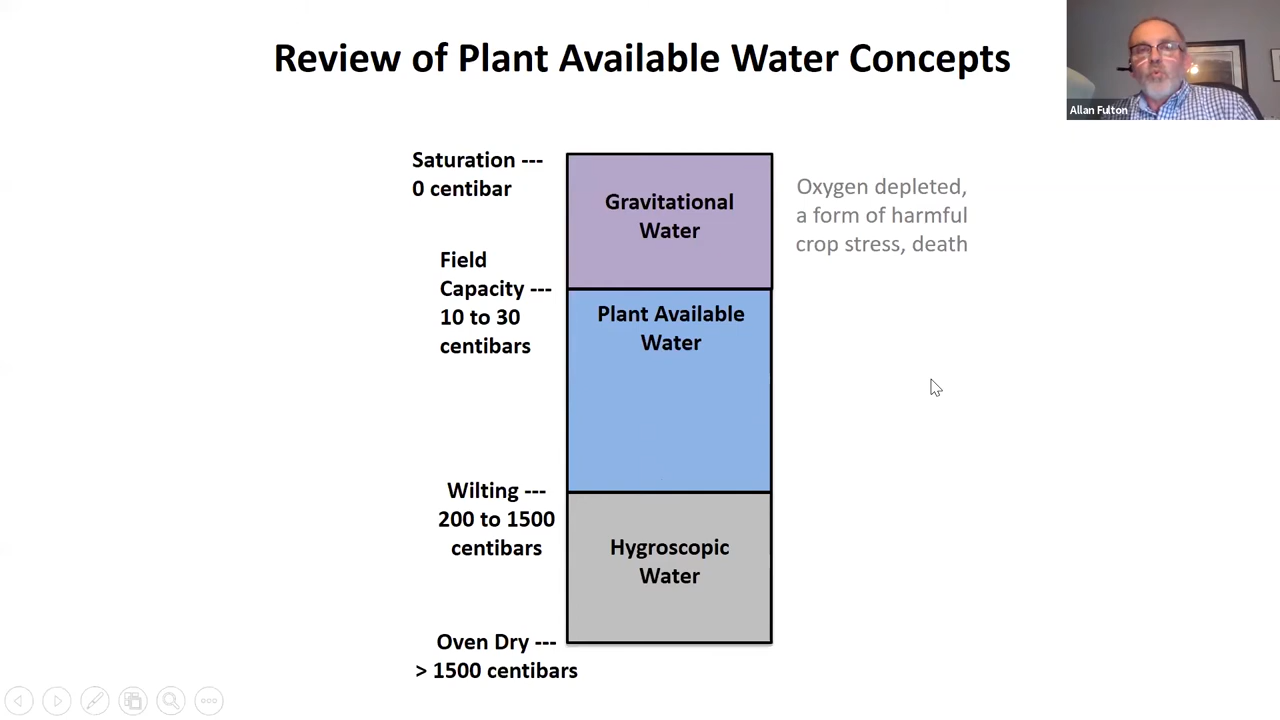 Review of Plant Available Water Concepts
Allan Fulton
Saturation ---
0 centibar
Gravitational
Water
Oxygen depleted,
a form of harmful
crop stress, death
Field
Capacity ---
10 to 30
centibars
Plant Available
Water
Wilting ---
200 to 1500
centibars
Hygroscopic
Water
Oven Dry ---
> 1500 centibars